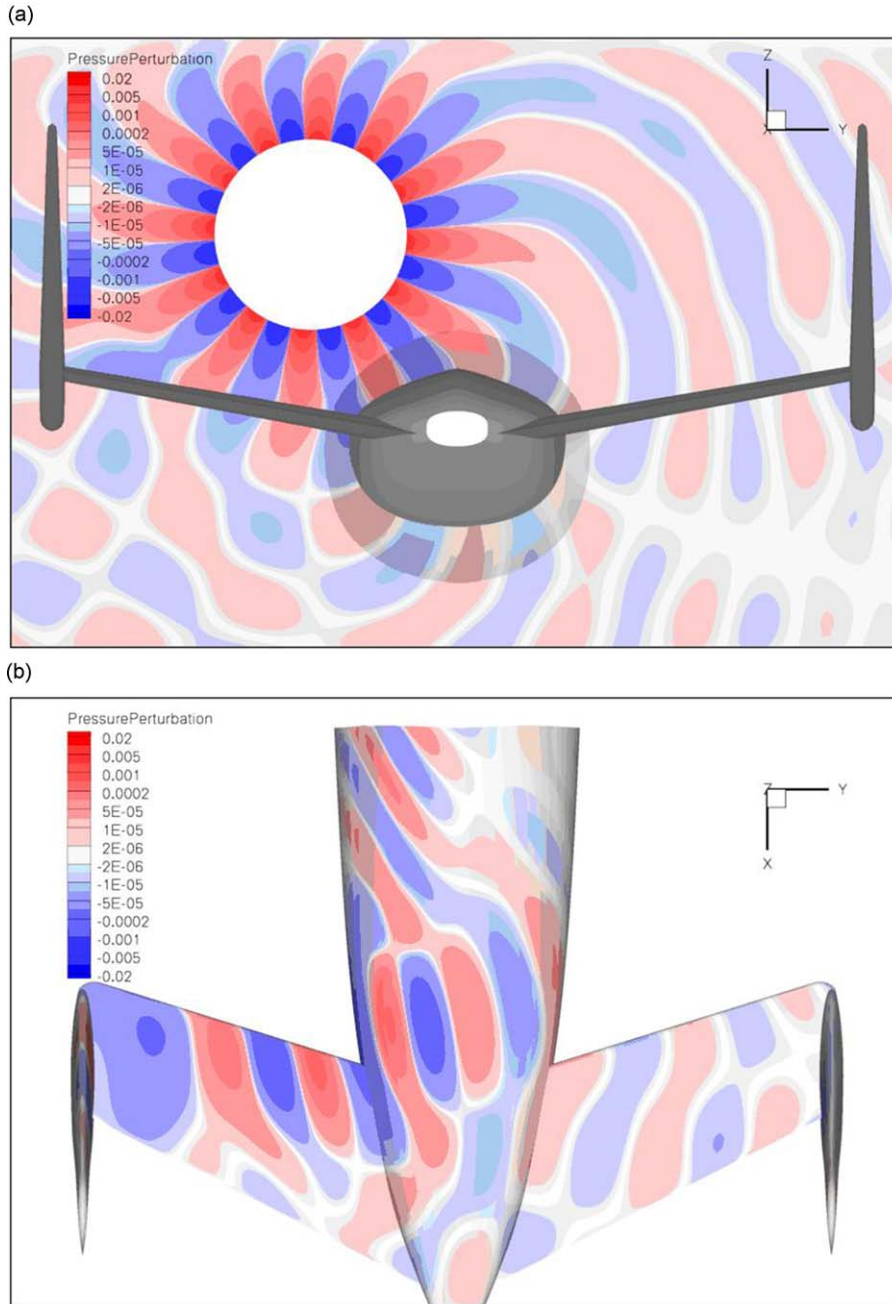 (a)
PressurePerturbation
0.02
0.005
0.001
0.0002
5E-05
1E-05
2E-06
-2E-06
-1E-05
-5E-05
-0.0002
-0.001
-0.005
-0.02
Z
X Y
(b)
PressurePerturbation
0.02
0.005
0.001
0.0002
5E-05
1E-05
2E-06
-2E-06
-1E-05
-0.0002
-0.001
-0.005
-0.02
Z Y
X